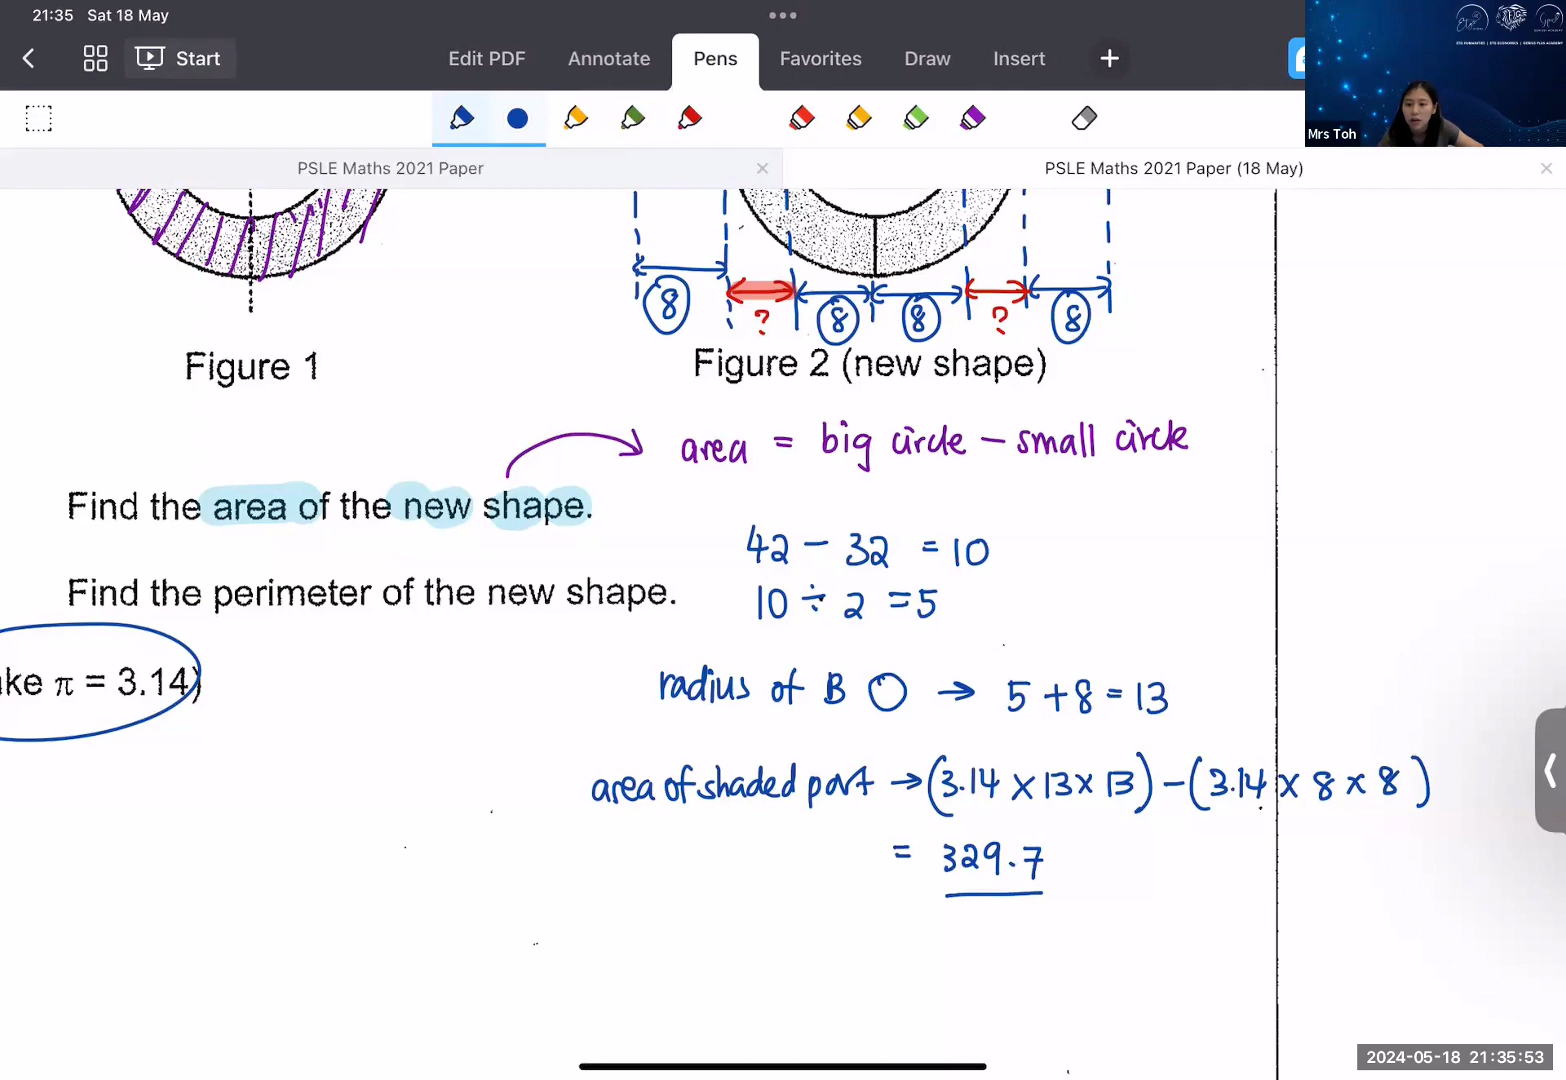 21:35 Sat 18 May
Start Edit PDF Annotate Pens Favorites Draw Insert
Mrs Toh
PSLE Maths 2021 Paper
PSLE Maths 2021 Paper (18 May)
8 ? 8 8 ? 8
Figure 1
Figure 2 (new shape)
area = big circle - small circle
Find the area of the new shape.
42 - 32 = 10
Find the perimeter of the new shape.
10 ÷ 2 = 5
ke π = 3.14)
radius of B ◯ → 5 + 8 = 13
area of shaded part → (3.14 × 13 × 13) - (3.14 × 8 × 8)
= 329.7
2024-05-18 21:35:53